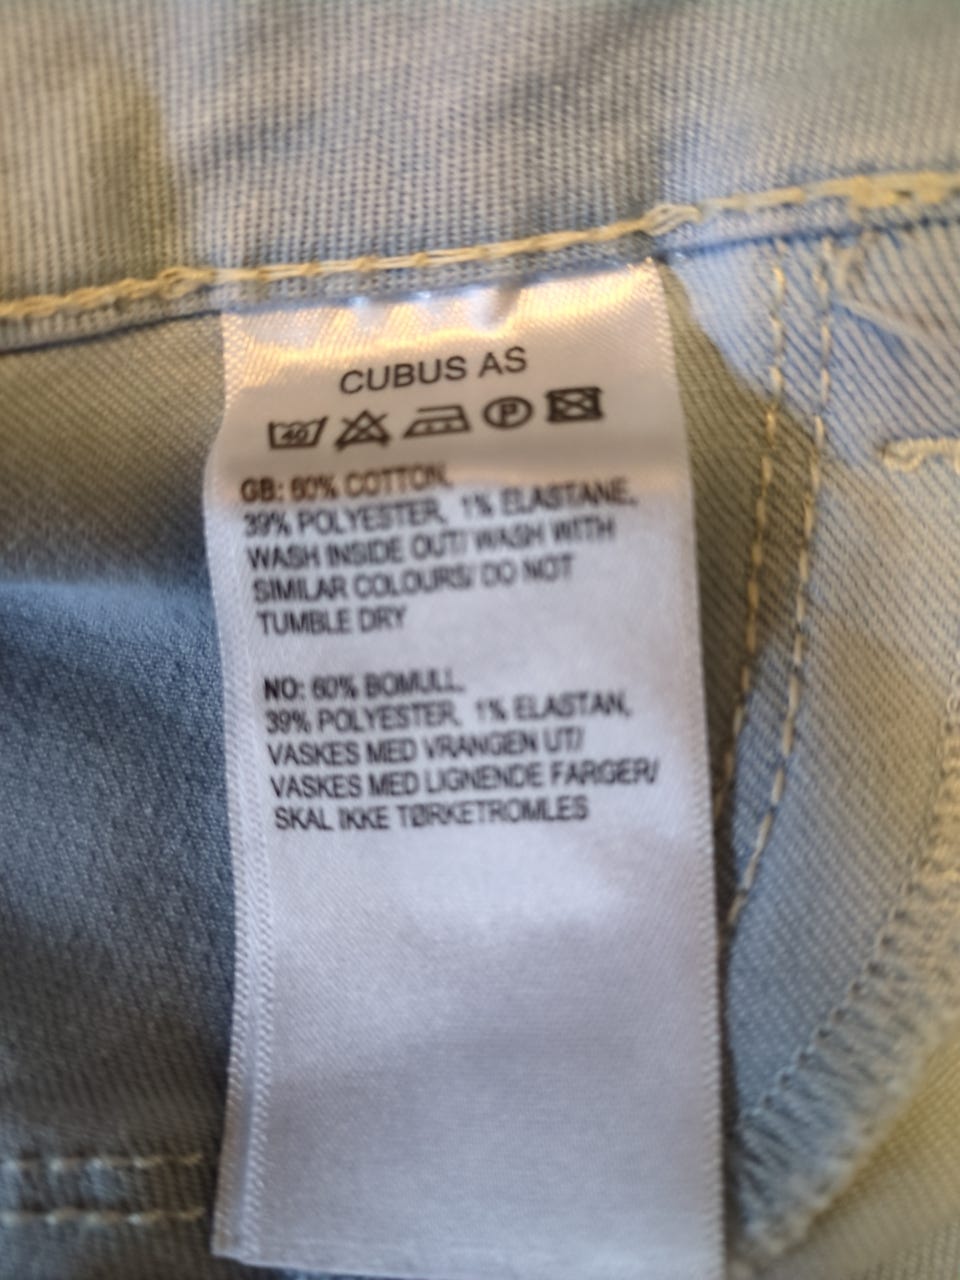 CUBUS AS
40 P
GB: 60% COTTON,
39% POLYESTER, 1% ELASTANE,
WASH INSIDE OUT/ WASH WITH
SIMILAR COLOURS/ DO NOT
TUMBLE DRY
NO: 60% BOMULL,
39% POLYESTER, 1% ELASTAN,
VASKES MED VRANGEN UT/
VASKES MED LIGNENDE FARGER/
SKAL IKKE TØRKETROMLES